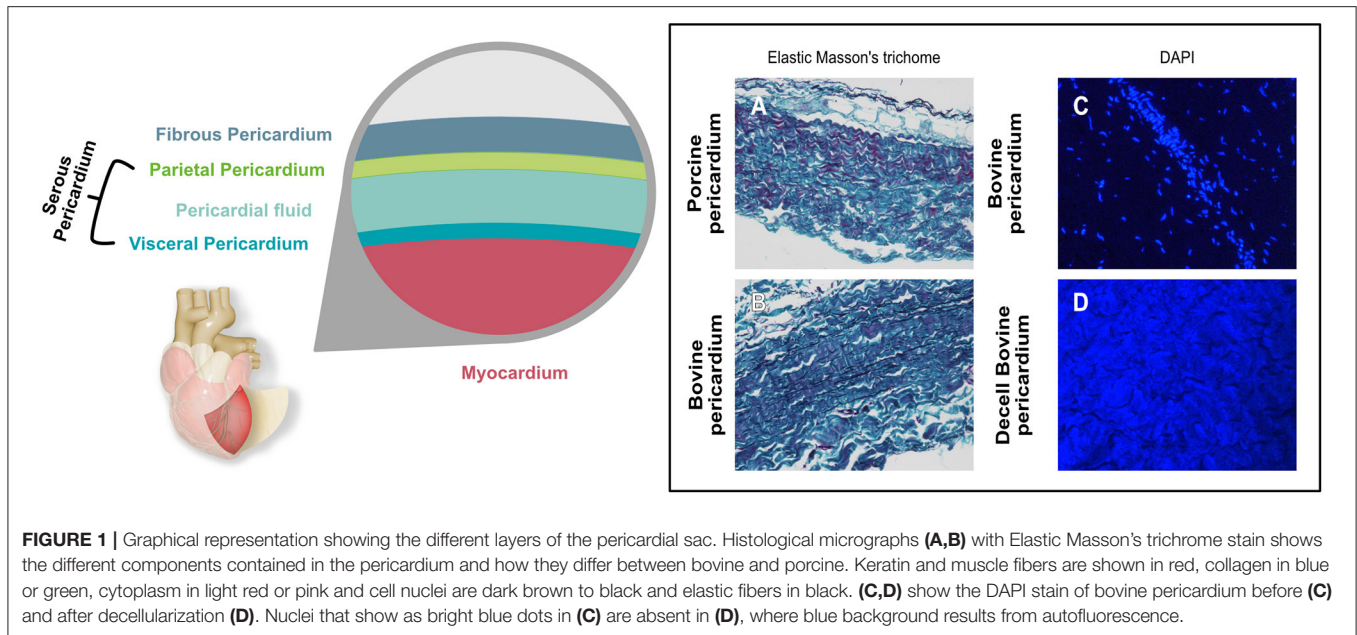 Fibrous Pericardium
Serous
Pericardium
Parietal Pericardium
Pericardial fluid
Visceral Pericardium
Myocardium
Elastic Masson's trichome
DAPI
Porcine
pericardium
A
Bovine
pericardium
C
Bovine
pericardium
B
Decell Bovine
pericardium
D
FIGURE 1 | Graphical representation showing the different layers of the pericardial sac. Histological micrographs (A,B) with Elastic Masson's trichrome stain shows
the different components contained in the pericardium and how they differ between bovine and porcine. Keratin and muscle fibers are shown in red, collagen in blue
or green, cytoplasm in light red or pink and cell nuclei are dark brown to black and elastic fibers in black. (C,D) show the DAPI stain of bovine pericardium before (C)
and after decellularization (D). Nuclei that show as bright blue dots in (C) are absent in (D), where blue background results from autofluorescence.